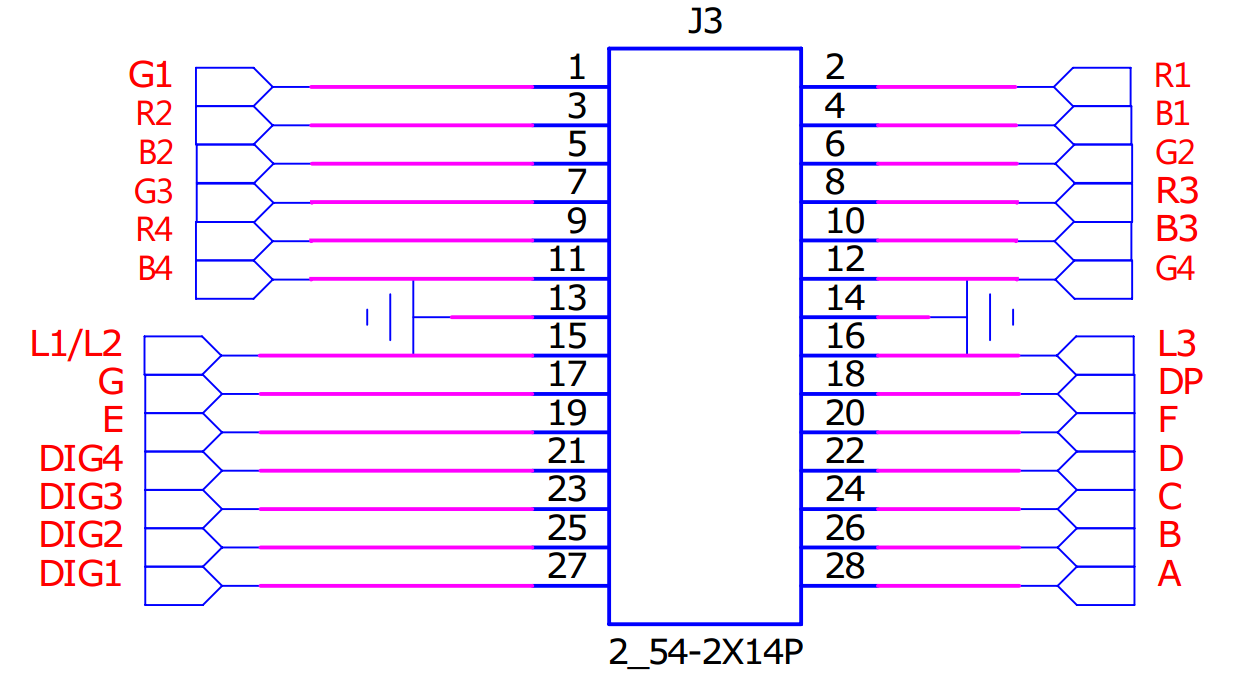 J3
G1 1 2 R1
R2 3 4 B1
B2 5 6 G2
G3 7 8 R3
R4 9 10 B3
B4 11 12 G4
13 14
L1/L2 15 16 L3
G 17 18 DP
E 19 20 F
DIG4 21 22 D
DIG3 23 24 C
DIG2 25 26 B
DIG1 27 28 A
2_54-2X14P